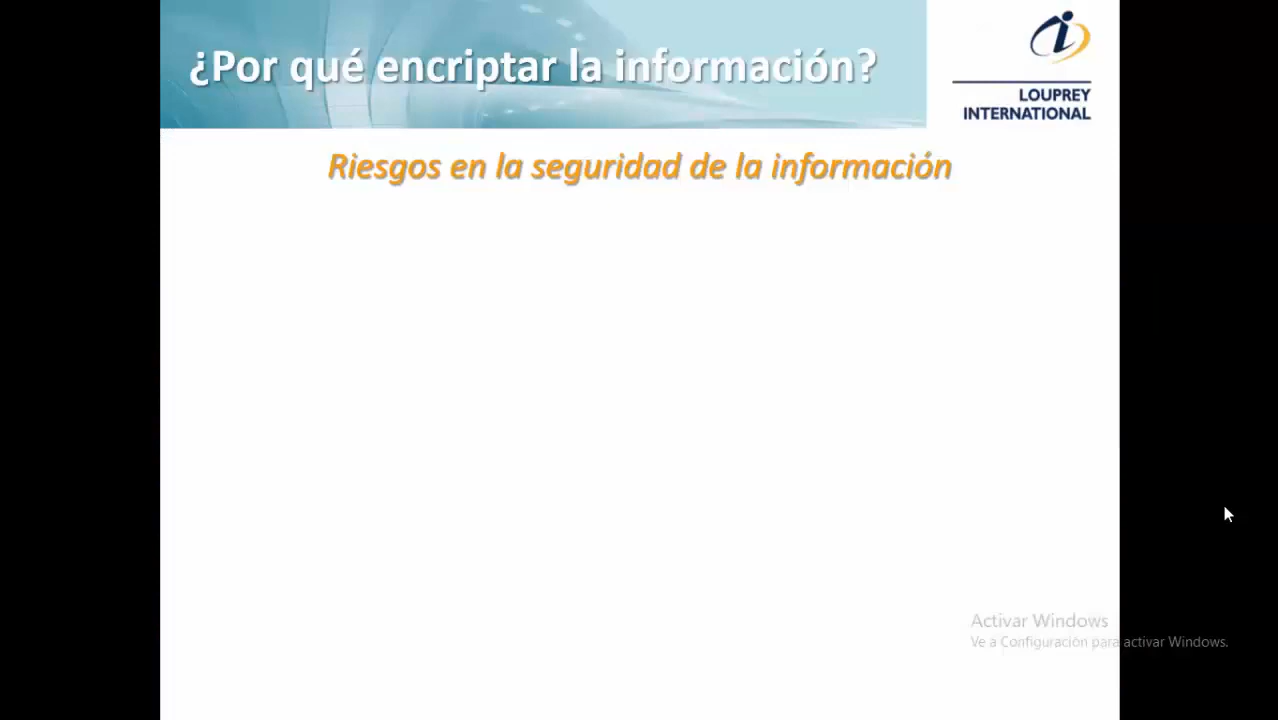 ¿Por qué encriptar la información?
LOUPREY
INTERNATIONAL
Riesgos en la seguridad de la información
Activar Windows
Ve a Configuración para activar Windows.